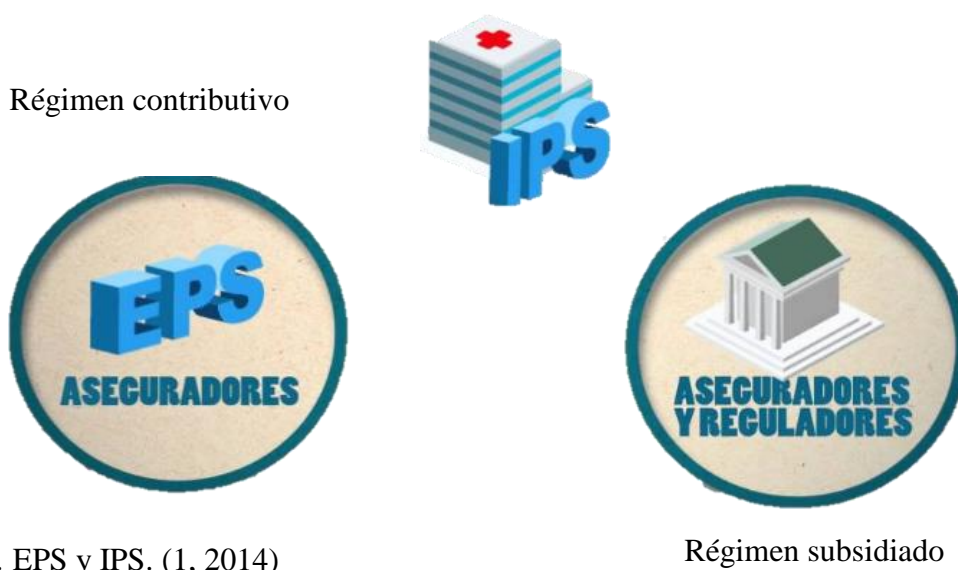 Régimen contributivo
IPS
EPS
ASEGURADORES
ASEGURADORES
Y REGULADORES
. EPS y IPS. (1, 2014)
Régimen subsidiado